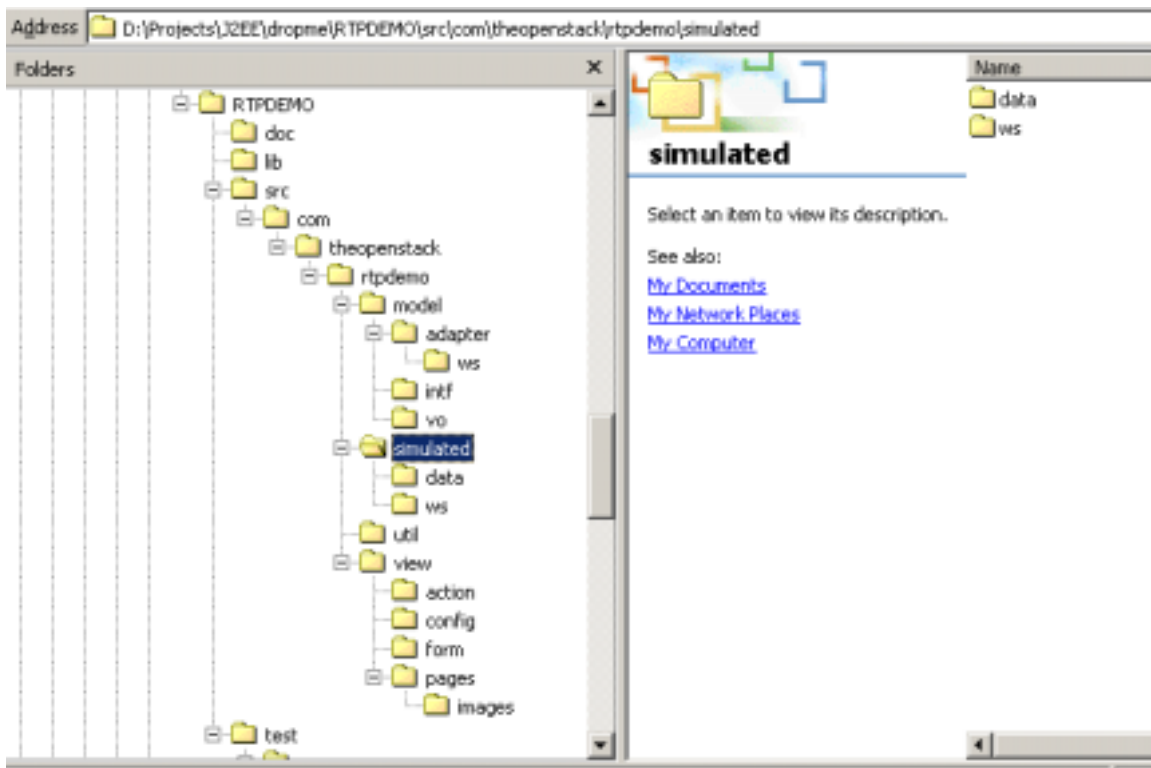 Address D:\Projects\J2EE\dropme\RTPDEMO\src\com\theopenstack\rtpdemo\simulated
Folders
RTPDEMO
doc
lib
src
com
theopenstack
rtpdemo
model
adapter
ws
intf
vo
simulated
data
ws
util
view
action
config
form
pages
images
test
simulated
Select an item to view its description.
See also:
My Documents
My Network Places
My Computer
Name
data
ws